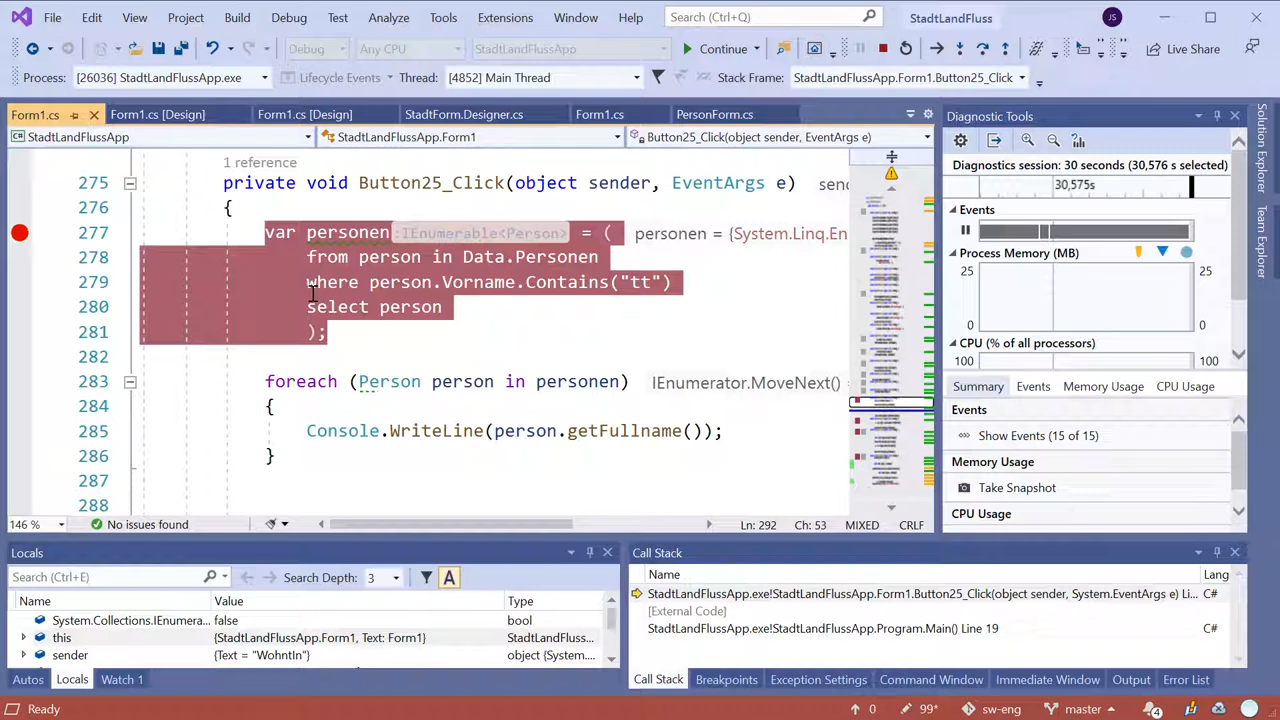 File Edit View Project Build Debug Test Analyze Tools Extensions Window Help Search (Ctrl+Q) StadtLandFluss JS
Debug Any CPU StadtLandFlussApp Continue Live Share
Process: [26036] StadtLandFlussApp.exe Lifecycle Events Thread: [4852] Main Thread Stack Frame: StadtLandFlussApp.Form1.Button25_Click
Form1.cs Form1.cs [Design] Form1.cs [Design] StadtForm.Designer.cs Form1.cs PersonForm.cs
StadtLandFlussApp StadtLandFlussApp.Form1 Button25_Click(object sender, EventArgs e)
1 reference
275 private void Button25_Click(object sender, EventArgs e) send
276 {
277 var personen :IEnumerable<Person> = ( personen = {System.Linq.En
278 from person in Data.Personen
279 where person.Vorname.Contains("tt")
280 select person
281 );
282
283 foreach (Person person in personen) IEnumerator.MoveNext() =
284 {
285 Console.WriteLine(person.getFullname());
286 }
287
288
146 % No issues found Ln: 292 Ch: 53 MIXED CRLF
Diagnostic Tools
Diagnostics session: 30 seconds (30,576 s selected)
30,575s
Events
Process Memory (MB)
25 25
0 0
CPU (% of all processors)
100 100
Summary Events Memory Usage CPU Usage
Events
Show Events (15 of 15)
Memory Usage
Take Snapshot
CPU Usage
Solution Explorer
Team Explorer
Locals
Search (Ctrl+E) Search Depth: 3 A
Name Value Type
System.Collections.IEnumera... false bool
this {StadtLandFlussApp.Form1, Text: Form1} StadtLandFluss...
sender {Text = "WohntIn"} object {System....
Autos Locals Watch 1
Call Stack
Name Lang
StadtLandFlussApp.exe!StadtLandFlussApp.Form1.Button25_Click(object sender, System.EventArgs e) Li... C#
[External Code]
StadtLandFlussApp.exe!StadtLandFlussApp.Program.Main() Line 19 C#
Call Stack Breakpoints Exception Settings Command Window Immediate Window Output Error List
Ready 0 99* sw-eng master 4